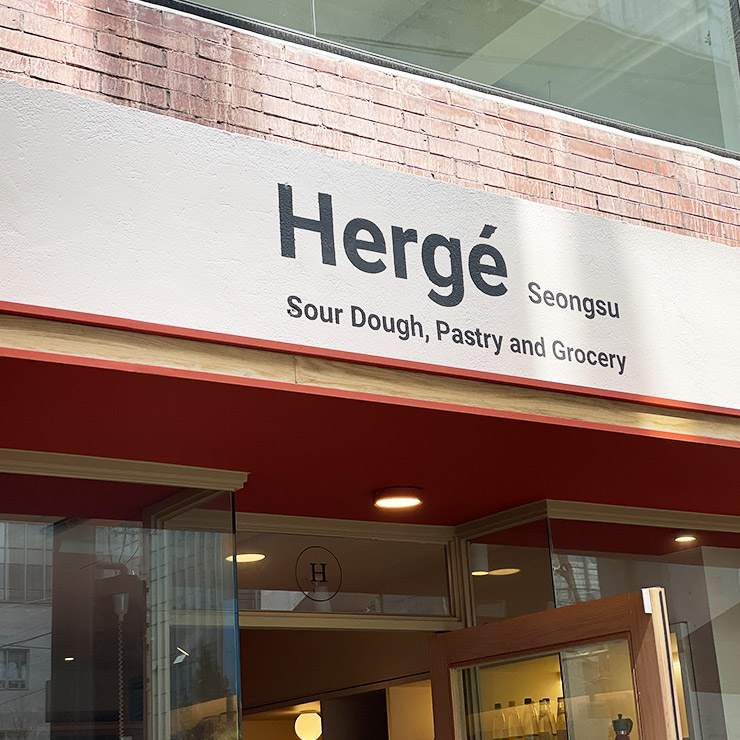 Hergé Seongsu
Sour Dough, Pastry and Grocery
H